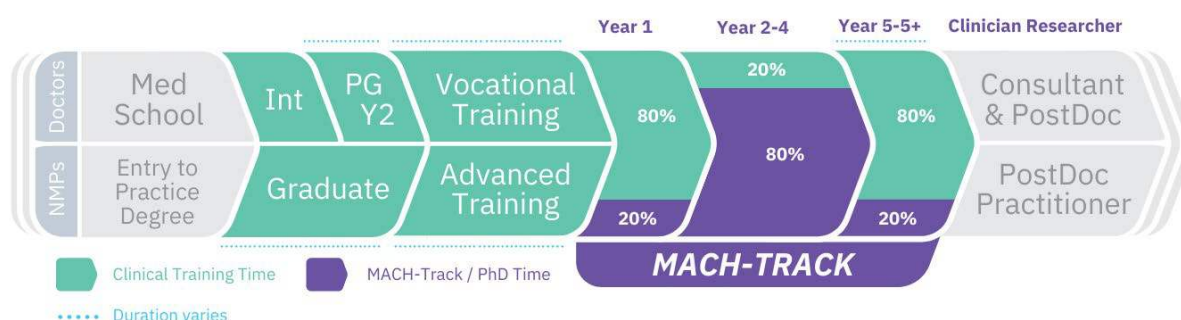 Year 1
Year 2-4
Year 5-5+
Clinician Researcher
Doctors
Med
School
Int
PG
Y2
Vocational
Training
80%
20%
80%
80%
Consultant
& PostDoc
NMPs
Entry to
Practice
Degree
Graduate
Advanced
Training
20%
20%
PostDoc
Practitioner
MACH-TRACK
Clinical Training Time
MACH-Track / PhD Time
Duration varies